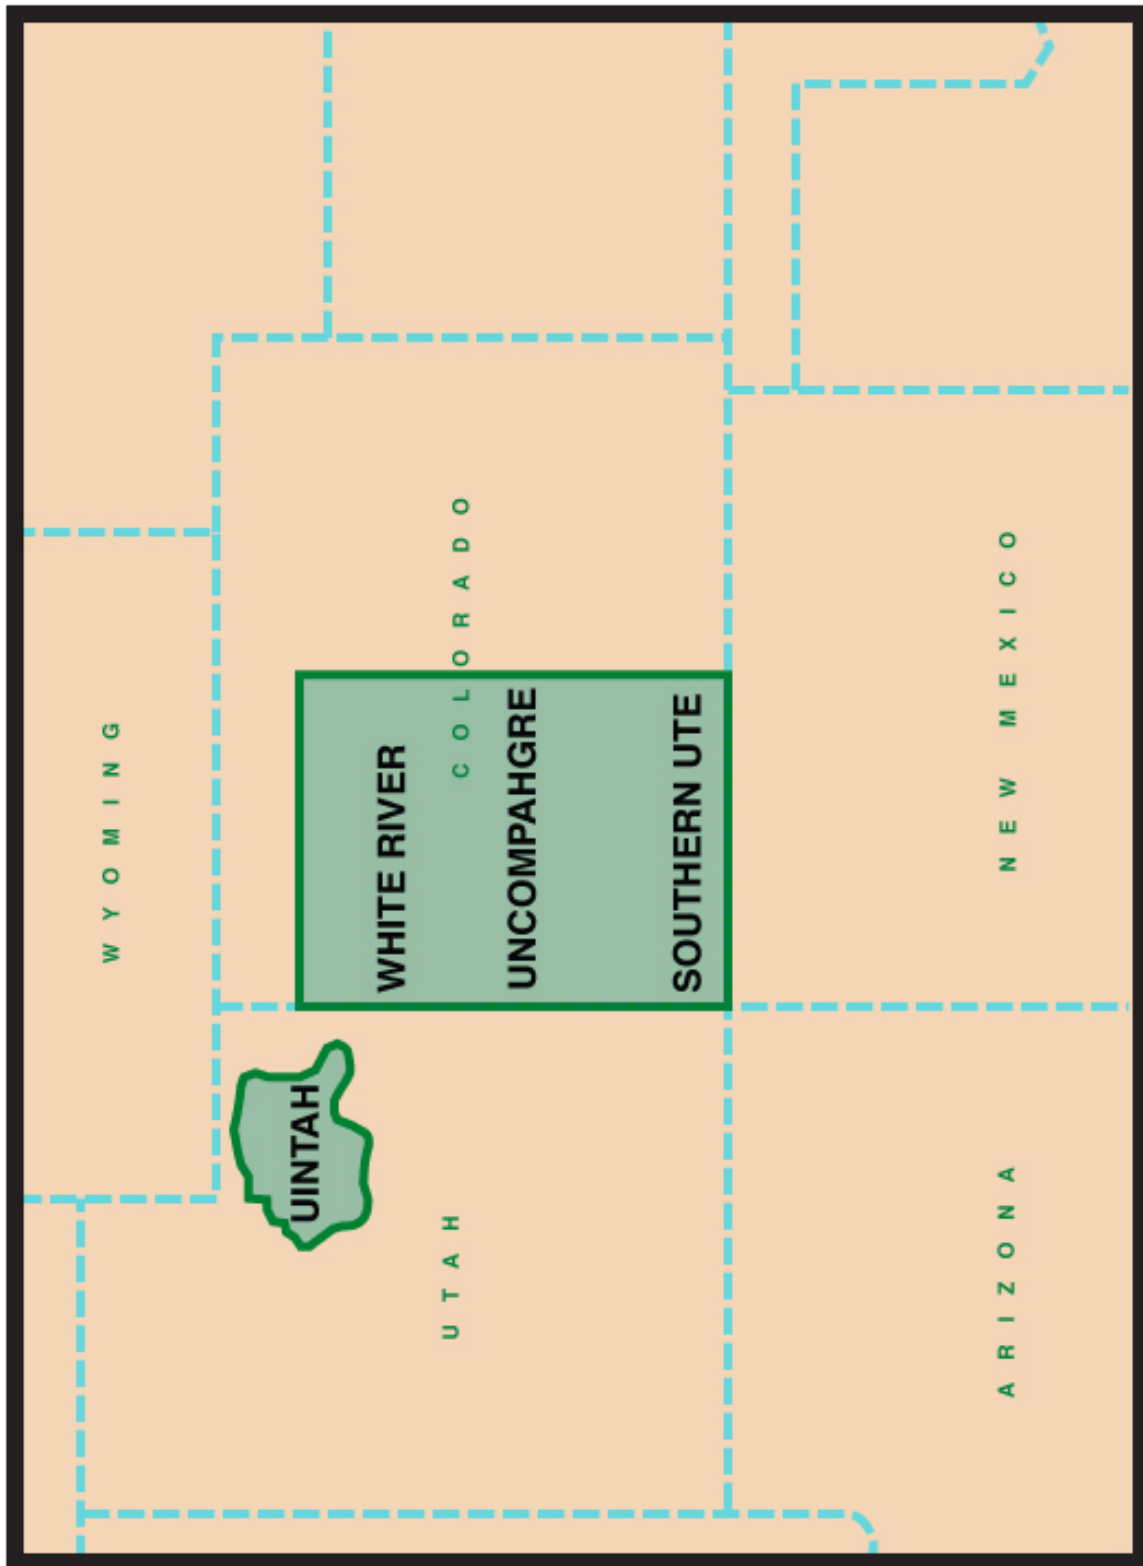 WYOMING
UINTAH
WHITE RIVER
COLORADO
UTAH
UNCOMPAHGRE
SOUTHERN UTE
NEW MEXICO
ARIZONA